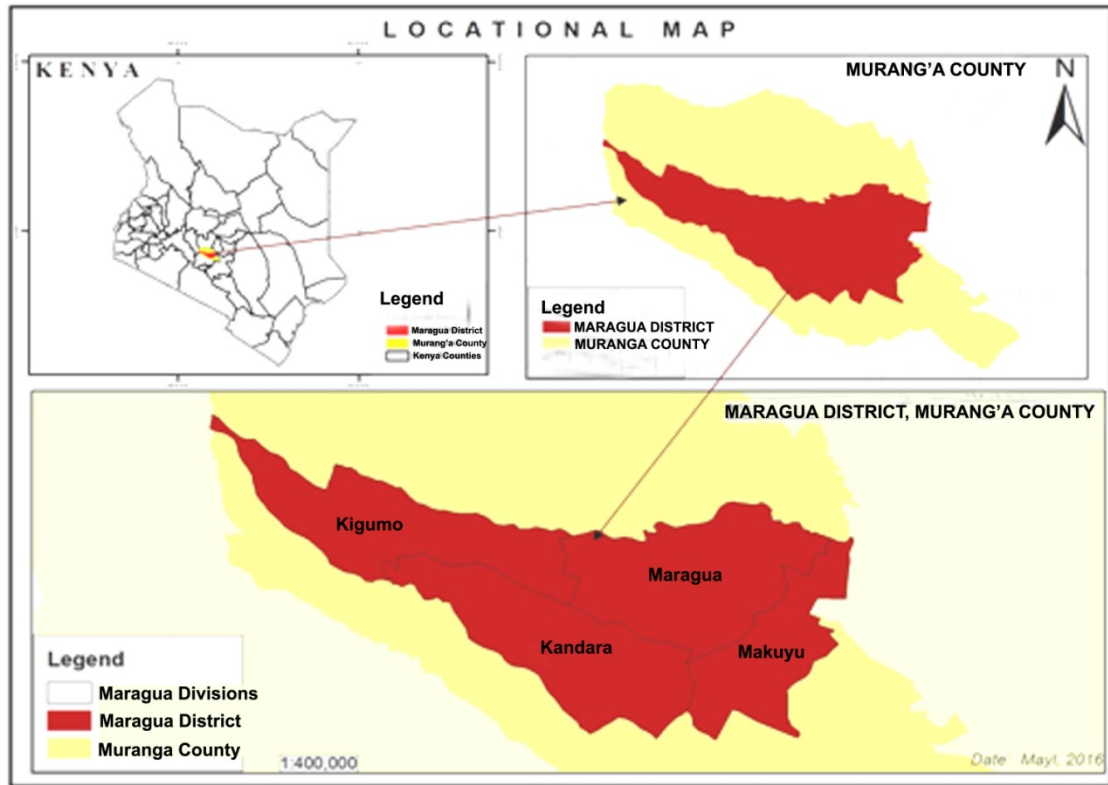 LOCATIONAL MAP
KENYA
Legend
Maragua District
Murang'a County
Kenya Counties
MURANG'A COUNTY
N
Legend
MARAGUA DISTRICT
MURANGA COUNTY
MARAGUA DISTRICT, MURANG'A COUNTY
Kigumo
Maragua
Kandara
Makuyu
Legend
Maragua Divisions
Maragua District
Muranga County
1:400,000
Date: May1, 2016